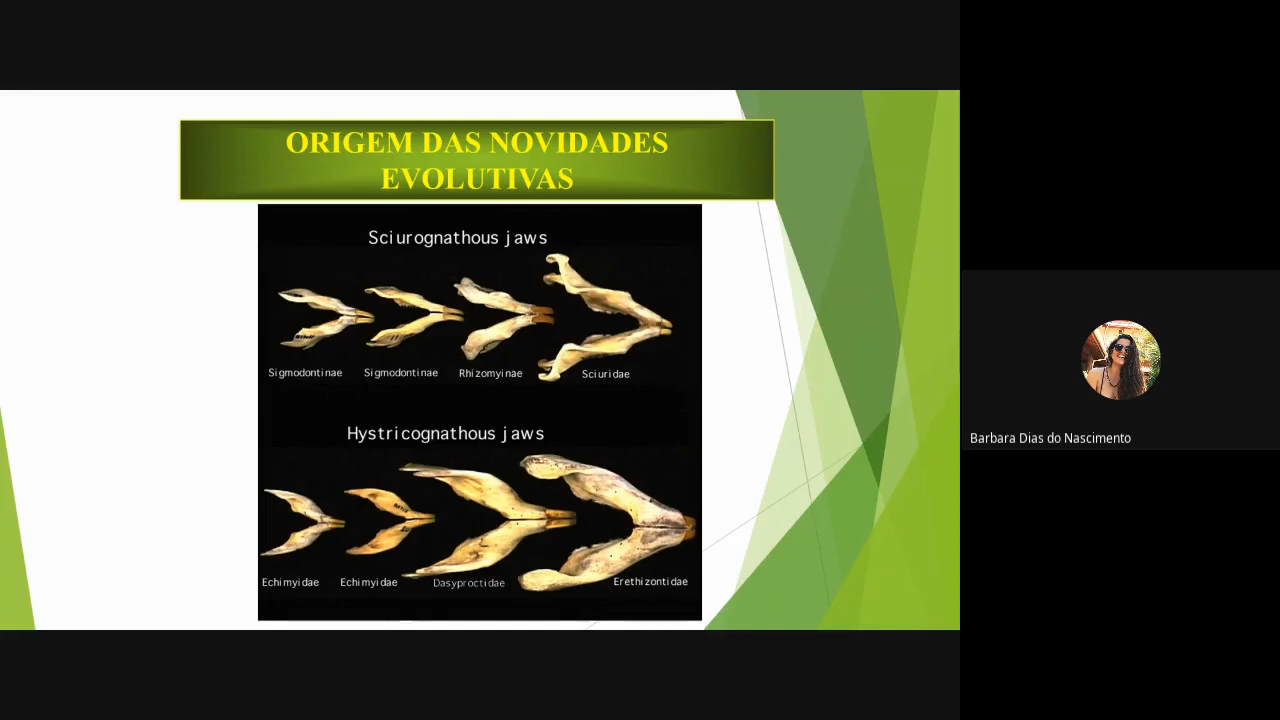 ORIGEM DAS NOVIDADES
EVOLUTIVAS
Sciurognathous jaws
Sigmodontinae Sigmodontinae Rhizomyinae Sciuridae
Hystricognathous jaws
Echimyidae Echimyidae Dasyproctidae Erethizontidae
Barbara Dias do Nascimento